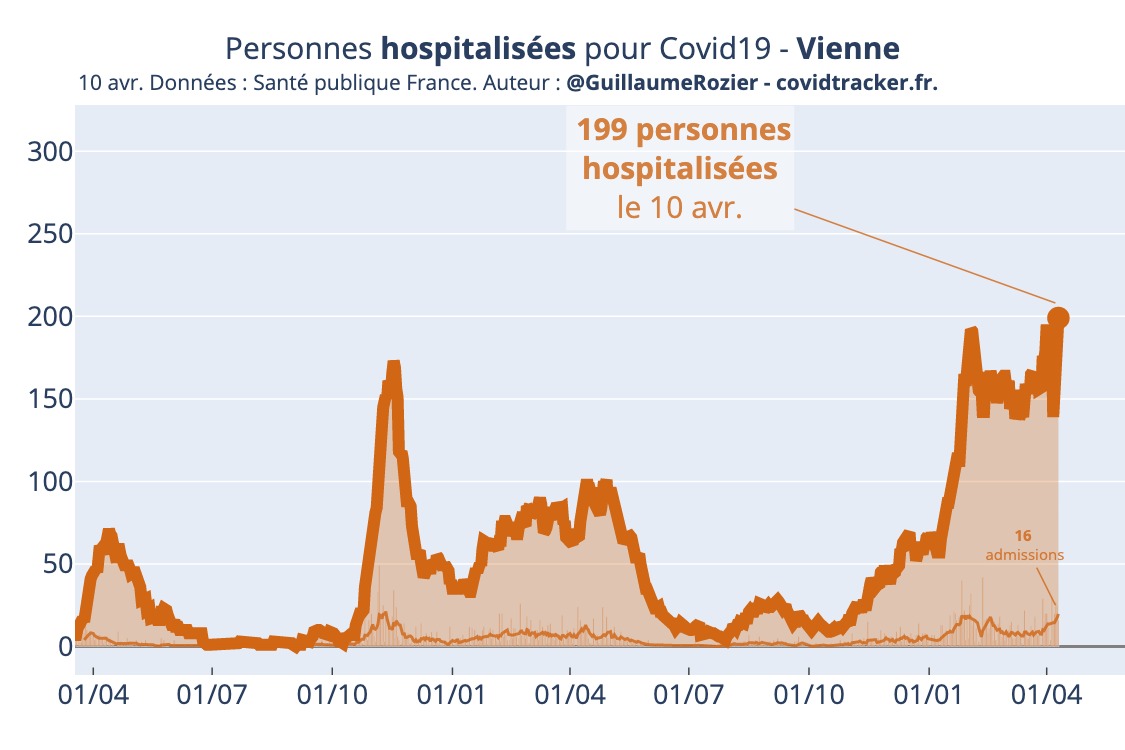 Personnes hospitalisées pour Covid19 - Vienne
10 avr. Données : Santé publique France. Auteur : @GuillaumeRozier - covidtracker.fr.
199 personnes
hospitalisées
le 10 avr.
300
250
200
150
100
50
0
16
admissions
01/04
01/07
01/10
01/01
01/04
01/07
01/10
01/01
01/04